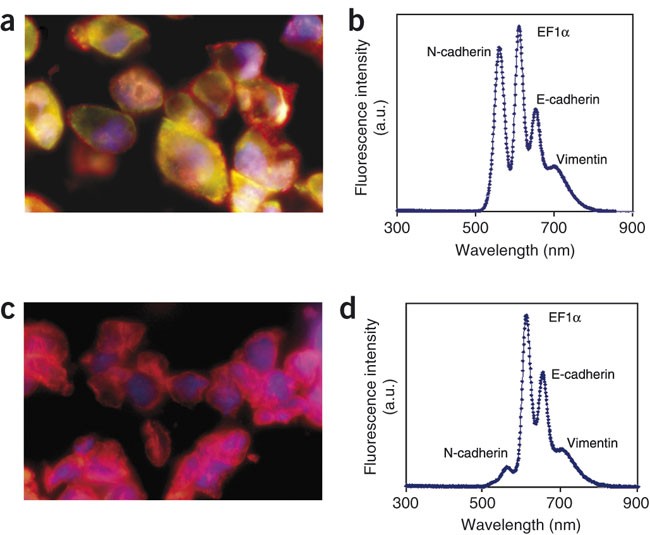 a
b
N-cadherin
EF1α
E-cadherin
Vimentin
Fluorescence intensity
(a.u.)
300 500 700 900
Wavelength (nm)
c
d
EF1α
E-cadherin
N-cadherin
Vimentin
Fluorescence intensity
(a.u.)
300 500 700 900
Wavelength (nm)